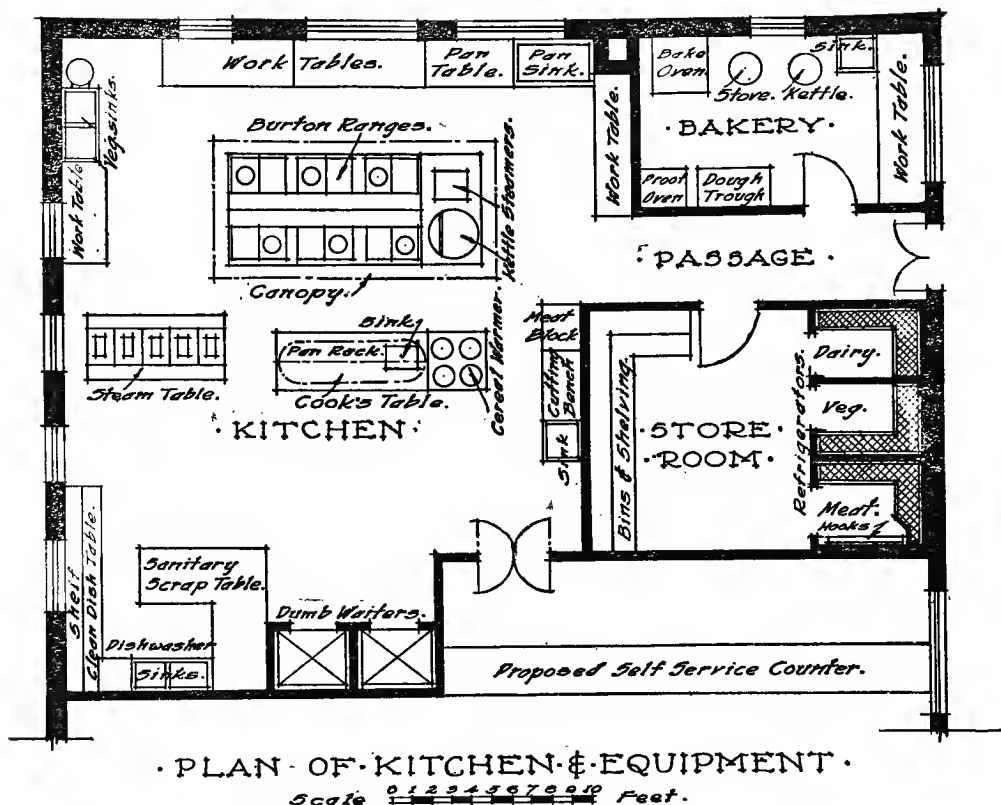 Work Tables.
Pan
Table.
Pan
Sink.
Bake
Oven.
Sink.
Stove. Kettle.
Work Table.
· BAKERY ·
Proof
Oven
Dough
Trough
Veg. sinks
Work Table
Burton Ranges.
Kettle Steamers.
Work Table.
Canopy.
· PASSAGE ·
Steam Table.
Pan Rack.
Sink
Cook's Table.
Cereal Warmer.
Meat
Block
Cutting
Bench
Sink
· KITCHEN ·
Bins & Shelving.
· STORE ·
· ROOM ·
Refrigerators.
Dairy.
Veg.
Meat.
Hooks
Shelf
Clean Dish Table.
Sanitary
Scrap Table.
Dishwasher
Sinks.
Dumb Waiters.
Proposed Self Service Counter.
· PLAN · OF · KITCHEN · & · EQUIPMENT ·
Scale 0 1 2 3 4 5 6 7 8 9 10 Feet.